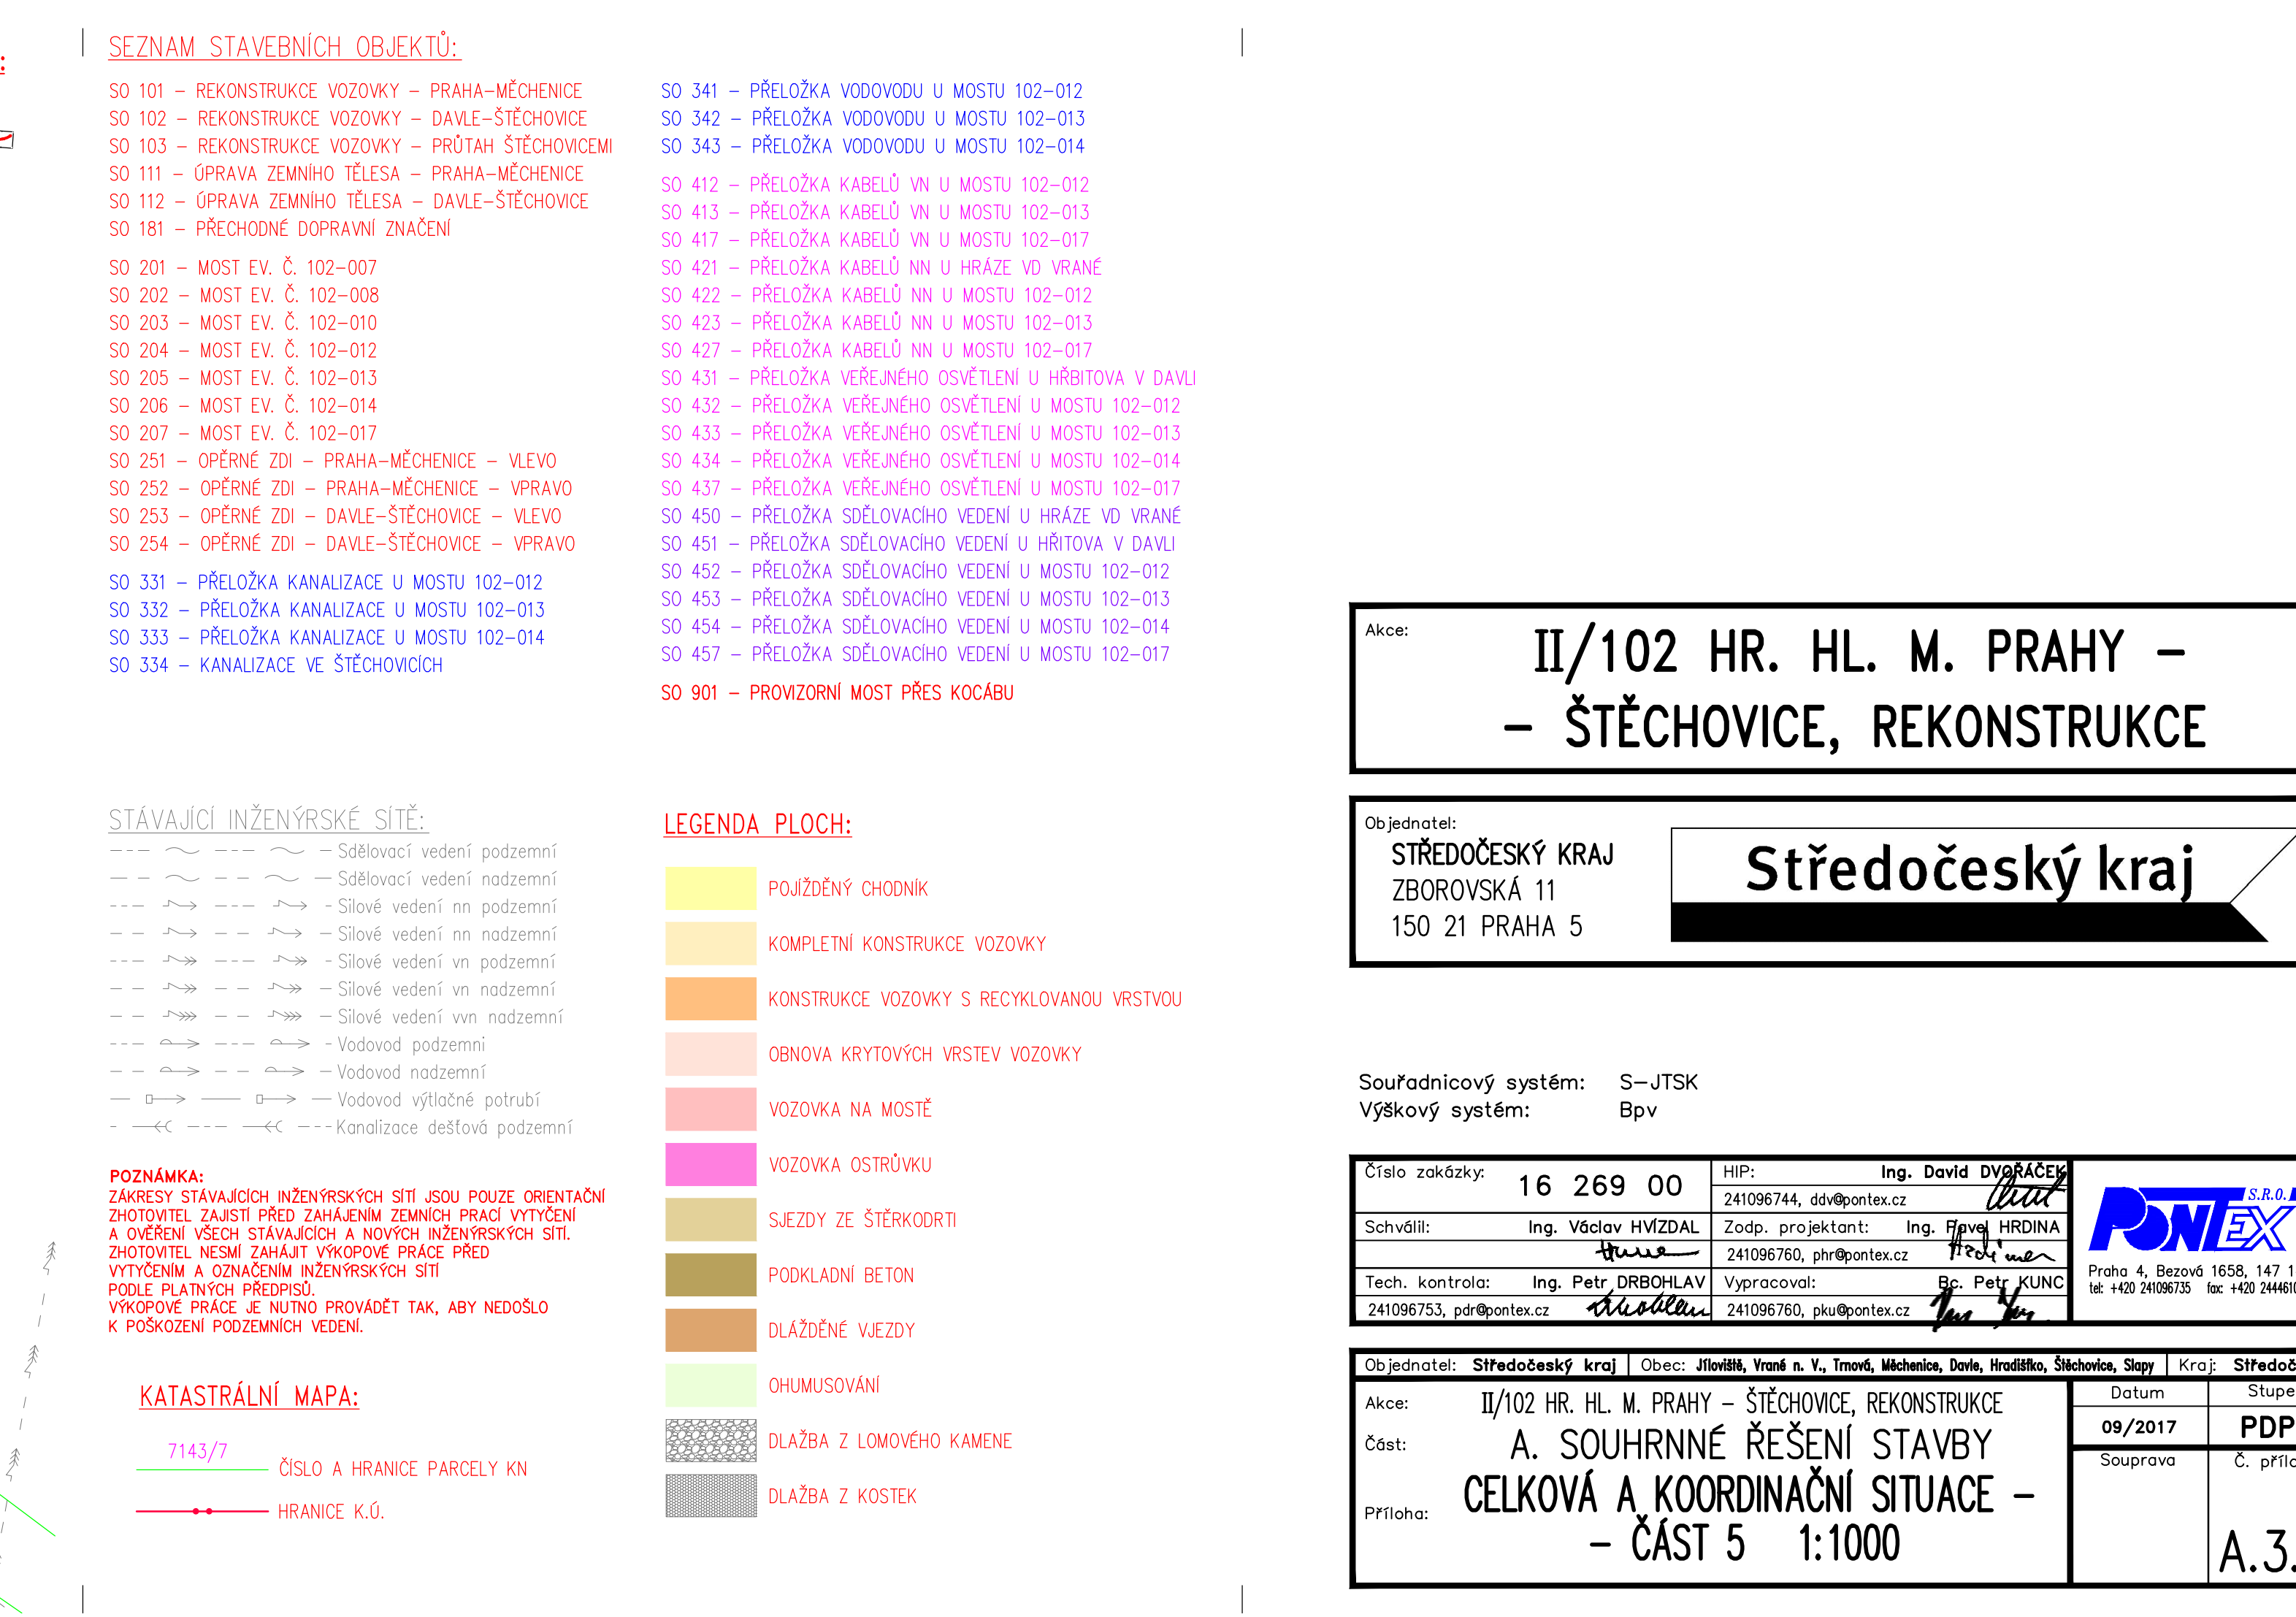 SEZNAM STAVEBNÍCH OBJEKTŮ:
SO 101 – REKONSTRUKCE VOZOVKY – PRAHA–MĚCHENICE
SO 102 – REKONSTRUKCE VOZOVKY – DAVLE–ŠTĚCHOVICE
SO 103 – REKONSTRUKCE VOZOVKY – PRŮTAH ŠTĚCHOVICEMI
SO 111 – ÚPRAVA ZEMNÍHO TĚLESA – PRAHA–MĚCHENICE
SO 112 – ÚPRAVA ZEMNÍHO TĚLESA – DAVLE–ŠTĚCHOVICE
SO 181 – PŘECHODNÉ DOPRAVNÍ ZNAČENÍ
SO 201 – MOST EV. Č. 102–007
SO 202 – MOST EV. Č. 102–008
SO 203 – MOST EV. Č. 102–010
SO 204 – MOST EV. Č. 102–012
SO 205 – MOST EV. Č. 102–013
SO 206 – MOST EV. Č. 102–014
SO 207 – MOST EV. Č. 102–017
SO 251 – OPĚRNÉ ZDI – PRAHA–MĚCHENICE – VLEVO
SO 252 – OPĚRNÉ ZDI – PRAHA–MĚCHENICE – VPRAVO
SO 253 – OPĚRNÉ ZDI – DAVLE–ŠTĚCHOVICE – VLEVO
SO 254 – OPĚRNÉ ZDI – DAVLE–ŠTĚCHOVICE – VPRAVO
SO 331 – PŘELOŽKA KANALIZACE U MOSTU 102–012
SO 332 – PŘELOŽKA KANALIZACE U MOSTU 102–013
SO 333 – PŘELOŽKA KANALIZACE U MOSTU 102–014
SO 334 – KANALIZACE VE ŠTĚCHOVICÍCH
SO 341 – PŘELOŽKA VODOVODU U MOSTU 102–012
SO 342 – PŘELOŽKA VODOVODU U MOSTU 102–013
SO 343 – PŘELOŽKA VODOVODU U MOSTU 102–014
SO 412 – PŘELOŽKA KABELŮ VN U MOSTU 102–012
SO 413 – PŘELOŽKA KABELŮ VN U MOSTU 102–013
SO 417 – PŘELOŽKA KABELŮ VN U MOSTU 102–017
SO 421 – PŘELOŽKA KABELŮ NN U HRÁZE VD VRANÉ
SO 422 – PŘELOŽKA KABELŮ NN U MOSTU 102–012
SO 423 – PŘELOŽKA KABELŮ NN U MOSTU 102–013
SO 427 – PŘELOŽKA KABELŮ NN U MOSTU 102–017
SO 431 – PŘELOŽKA VEŘEJNÉHO OSVĚTLENÍ U HŘBITOVA V DAVLI
SO 432 – PŘELOŽKA VEŘEJNÉHO OSVĚTLENÍ U MOSTU 102–012
SO 433 – PŘELOŽKA VEŘEJNÉHO OSVĚTLENÍ U MOSTU 102–013
SO 434 – PŘELOŽKA VEŘEJNÉHO OSVĚTLENÍ U MOSTU 102–014
SO 437 – PŘELOŽKA VEŘEJNÉHO OSVĚTLENÍ U MOSTU 102–017
SO 450 – PŘELOŽKA SDĚLOVACÍHO VEDENÍ U HRÁZE VD VRANÉ
SO 451 – PŘELOŽKA SDĚLOVACÍHO VEDENÍ U HŘITOVA V DAVLI
SO 452 – PŘELOŽKA SDĚLOVACÍHO VEDENÍ U MOSTU 102–012
SO 453 – PŘELOŽKA SDĚLOVACÍHO VEDENÍ U MOSTU 102–013
SO 454 – PŘELOŽKA SDĚLOVACÍHO VEDENÍ U MOSTU 102–014
SO 457 – PŘELOŽKA SDĚLOVACÍHO VEDENÍ U MOSTU 102–017
SO 901 – PROVIZORNÍ MOST PŘES KOCÁBU
STÁVAJÍCÍ INŽENÝRSKÉ SÍTĚ:
Sdělovací vedení podzemní
Sdělovací vedení nadzemní
Silové vedení nn podzemní
Silové vedení nn nadzemní
Silové vedení vn podzemní
Silové vedení vn nadzemní
Silové vedení vvn nadzemní
Vodovod podzemni
Vodovod nadzemní
Vodovod výtlačné potrubí
Kanalizace dešťová podzemní
POZNÁMKA:
ZÁKRESY STÁVAJÍCÍCH INŽENÝRSKÝCH SÍTÍ JSOU POUZE ORIENTAČNÍ
ZHOTOVITEL ZAJISTÍ PŘED ZAHÁJENÍM ZEMNÍCH PRACÍ VYTYČENÍ
A OVĚŘENÍ VŠECH STÁVAJÍCÍCH A NOVÝCH INŽENÝRSKÝCH SÍTÍ.
ZHOTOVITEL NESMÍ ZAHÁJIT VÝKOPOVÉ PRÁCE PŘED
VYTYČENÍM A OZNAČENÍM INŽENÝRSKÝCH SÍTÍ
PODLE PLATNÝCH PŘEDPISŮ.
VÝKOPOVÉ PRÁCE JE NUTNO PROVÁDĚT TAK, ABY NEDOŠLO
K POŠKOZENÍ PODZEMNÍCH VEDENÍ.
KATASTRÁLNÍ MAPA:
7143/7
ČÍSLO A HRANICE PARCELY KN
HRANICE K.Ú.
LEGENDA PLOCH:
POJÍŽDĚNÝ CHODNÍK
KOMPLETNÍ KONSTRUKCE VOZOVKY
KONSTRUKCE VOZOVKY S RECYKLOVANOU VRSTVOU
OBNOVA KRYTOVÝCH VRSTEV VOZOVKY
VOZOVKA NA MOSTĚ
VOZOVKA OSTRŮVKU
SJEZDY ZE ŠTĚRKODRTI
PODKLADNÍ BETON
DLÁŽDĚNÉ VJEZDY
OHUMUSOVÁNÍ
DLAŽBA Z LOMOVÉHO KAMENE
DLAŽBA Z KOSTEK
Akce:
II/102 HR. HL. M. PRAHY –
– ŠTĚCHOVICE, REKONSTRUKCE
Objednatel:
STŘEDOČESKÝ KRAJ
ZBOROVSKÁ 11
150 21 PRAHA 5
Středočeský kraj
Souřadnicový systém: S–JTSK
Výškový systém: Bpv
Číslo zakázky: 16 269 00
HIP: Ing. David DVOŘÁČEK
241096744, ddv@pontex.cz
Schválil: Ing. Václav HVÍZDAL
Zodp. projektant: Ing. Pavel HRDINA
241096760, phr@pontex.cz
Tech. kontrola: Ing. Petr DRBOHLAV
Vypracoval: Bc. Petr KUNC
241096753, pdr@pontex.cz
241096760, pku@pontex.cz
PONTEX S.R.O.
Praha 4, Bezová 1658, 147 1
tel: +420 241096735 fax: +420 2444610
Objednatel: Středočeský kraj
Obec: Jíloviště, Vrané n. V., Trnová, Měchenice, Davle, Hradišťko, Štěchovice, Slapy
Kraj: Středoč
Akce: II/102 HR. HL. M. PRAHY – ŠTĚCHOVICE, REKONSTRUKCE
Část: A. SOUHRNNÉ ŘEŠENÍ STAVBY
Příloha: CELKOVÁ A KOORDINAČNÍ SITUACE –
– ČÁST 5 1:1000
Datum
09/2017
Stupe
PDP
Souprava
Č. příl
A.3.